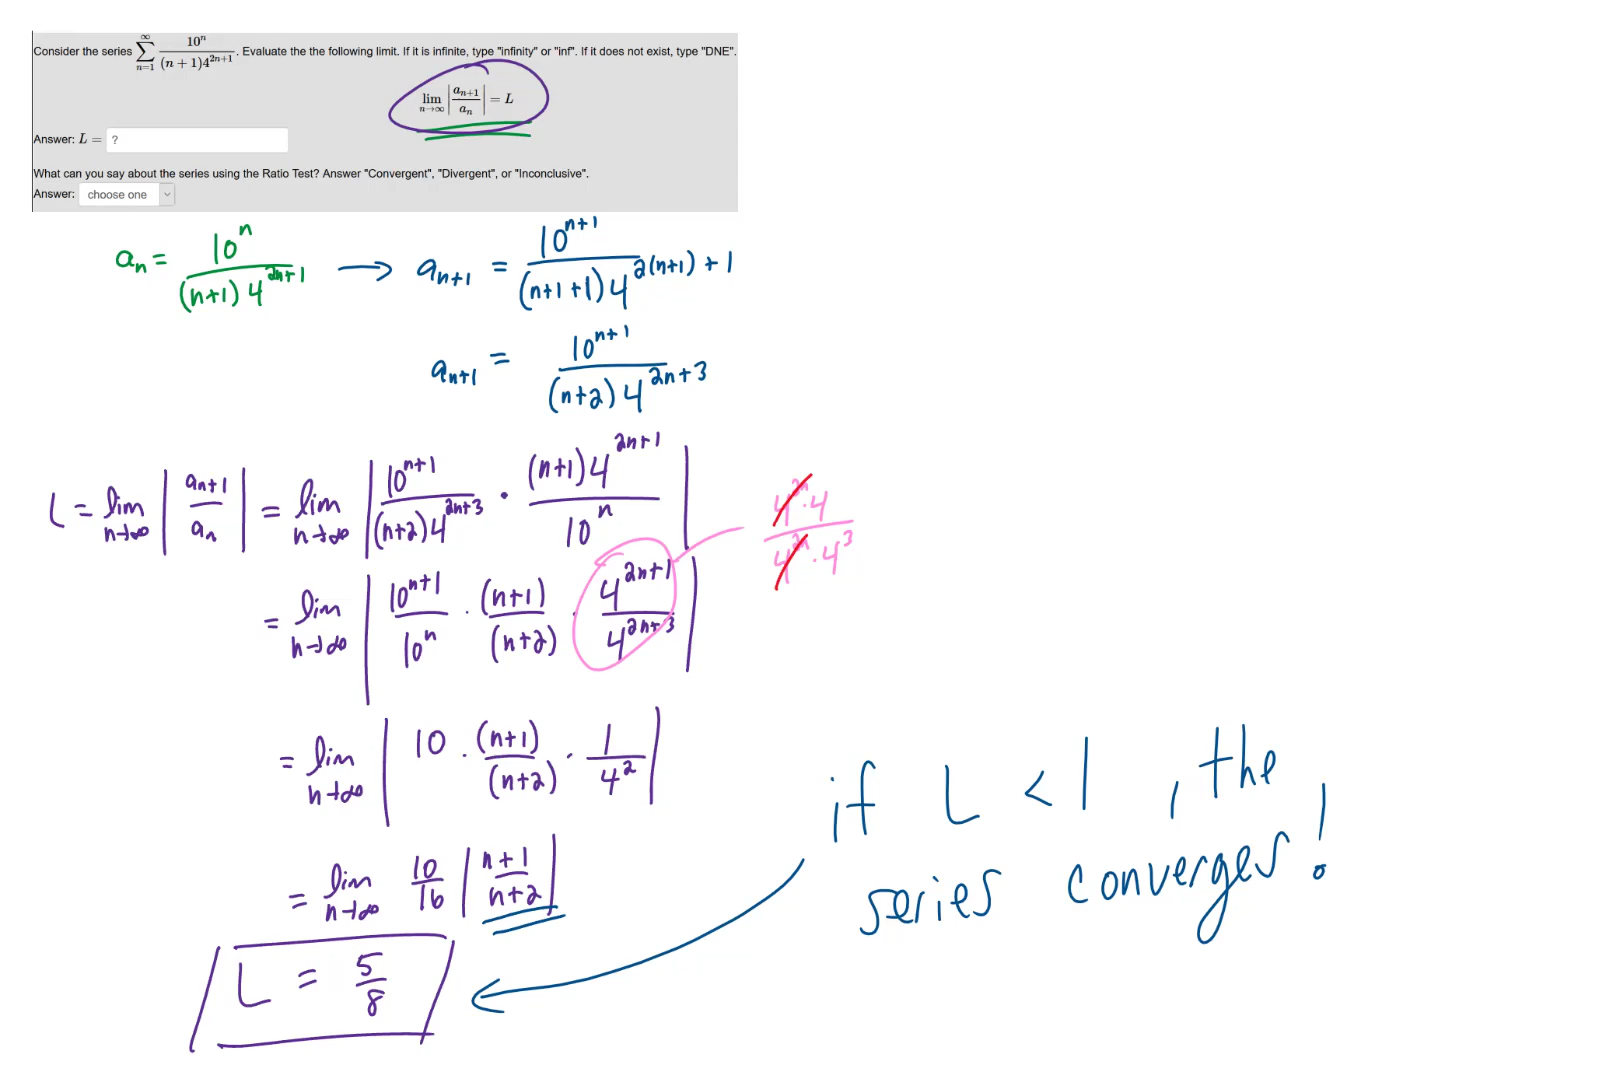 Consider the series ∑_{n=1}^{∞} 10^n / ((n + 1)4^{2n+1}). Evaluate the the following limit. If it is infinite, type "infinity" or "inf". If it does not exist, type "DNE".
lim_{n→∞} |a_{n+1} / a_n| = L
Answer: L = ?
What can you say about the series using the Ratio Test? Answer "Convergent", "Divergent", or "Inconclusive".
Answer: choose one
a_n = 10^n / ((n+1) 4^{2n+1}) → a_{n+1} = 10^{n+1} / ((n+1+1) 4^{2(n+1)+1})
a_{n+1} = 10^{n+1} / ((n+2) 4^{2n+3})
L = lim_{n→∞} |a_{n+1} / a_n| = lim_{n→∞} |10^{n+1} / ((n+2) 4^{2n+3}) · (n+1) 4^{2n+1} / 10^n|
4^{2n} · 4 / 4^{2n} · 4^3
= lim_{n→∞} |10^{n+1} / 10^n · (n+1) / (n+2) · 4^{2n+1} / 4^{2n+3}|
= lim_{n→∞} |10 · (n+1) / (n+2) · 1 / 4^2|
= lim_{n→∞} 10/16 |n+1 / n+2|
L = 5/8
if L < 1, the
series converges!